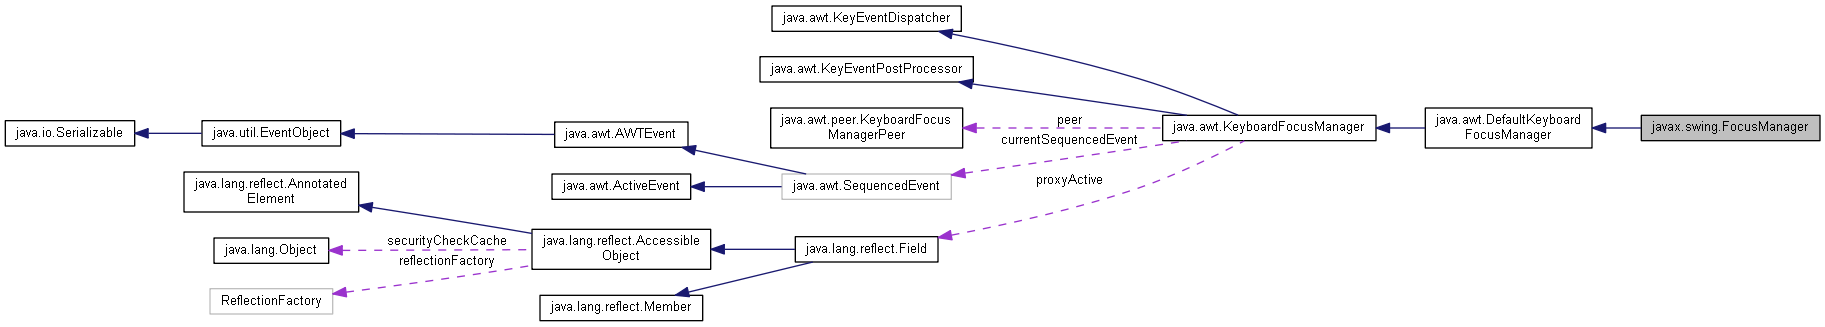 java.awt.KeyEventDispatcher
java.awt.KeyEventPostProcessor
java.awt.peer.KeyboardFocus
ManagerPeer
peer
currentSequencedEvent
proxyActive
java.awt.KeyboardFocusManager
java.awt.DefaultKeyboard
FocusManager
javax.swing.FocusManager
java.io.Serializable
java.util.EventObject
java.awt.AWTEvent
java.awt.ActiveEvent
java.awt.SequencedEvent
java.lang.reflect.Annotated
Element
java.lang.Object
securityCheckCache
reflectionFactory
java.lang.reflect.Accessible
Object
java.lang.reflect.Field
ReflectionFactory
java.lang.reflect.Member